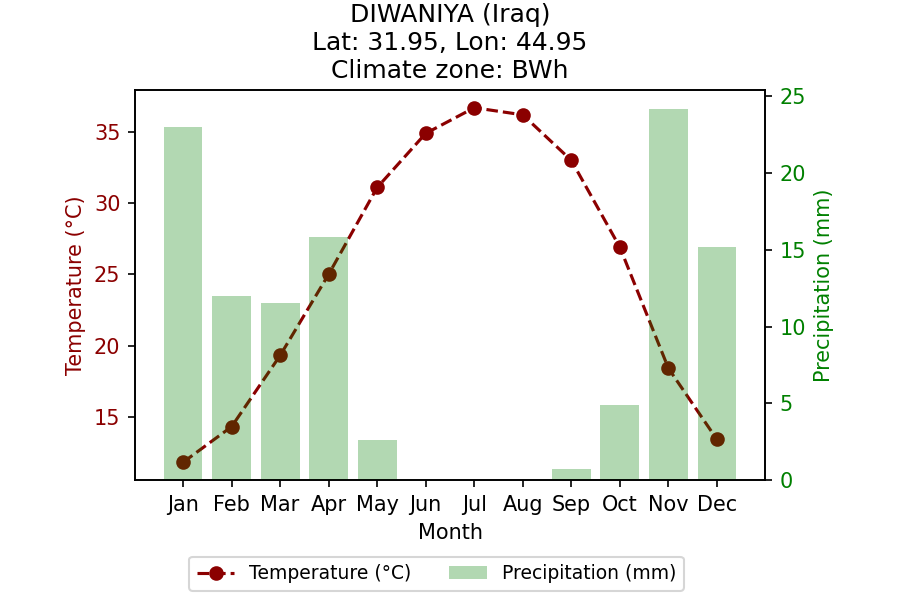 DIWANIYA (Iraq)
Lat: 31.95, Lon: 44.95
Climate zone: BWh
Temperature (°C)
35
30
25
20
15
25
20
15
10
5
0
Precipitation (mm)
Jan Feb Mar Apr May Jun Jul Aug Sep Oct Nov Dec
Month
Temperature (°C) Precipitation (mm)